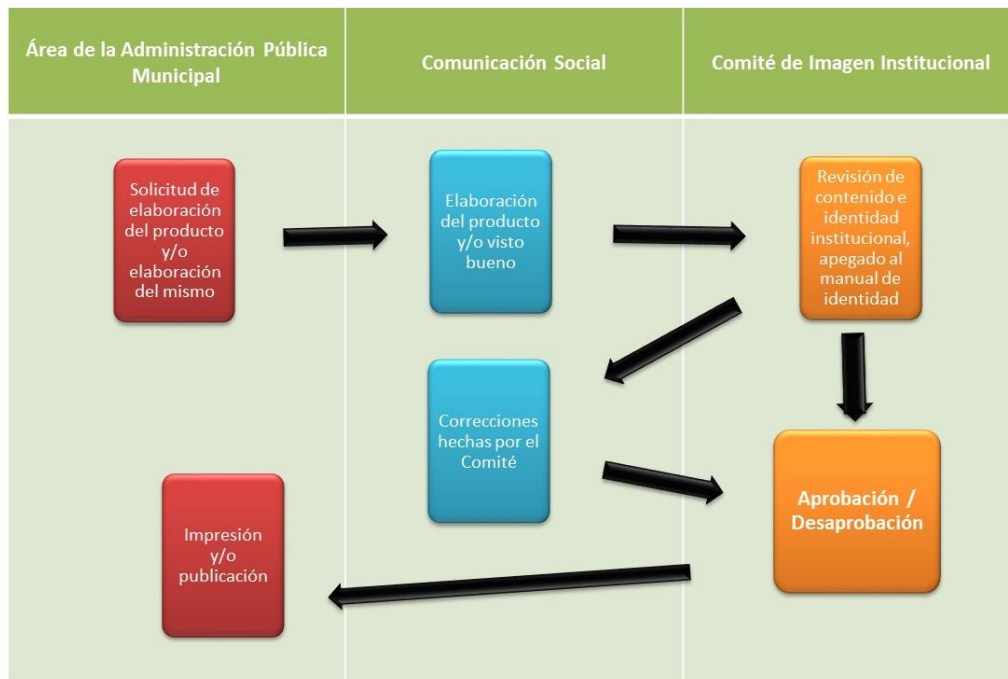 Área de la Administración Pública
Municipal
Comunicación Social
Comité de Imagen Institucional
Solicitud de
elaboración
del producto
y/o
elaboración
del mismo
Elaboración
del producto
y/o visto
bueno
Revisión de
contenido e
identidad
institucional,
apegado al
manual de
identidad
Correcciones
hechas por el
Comité
Aprobación /
Desaprobación
Impresión
y/o
publicación